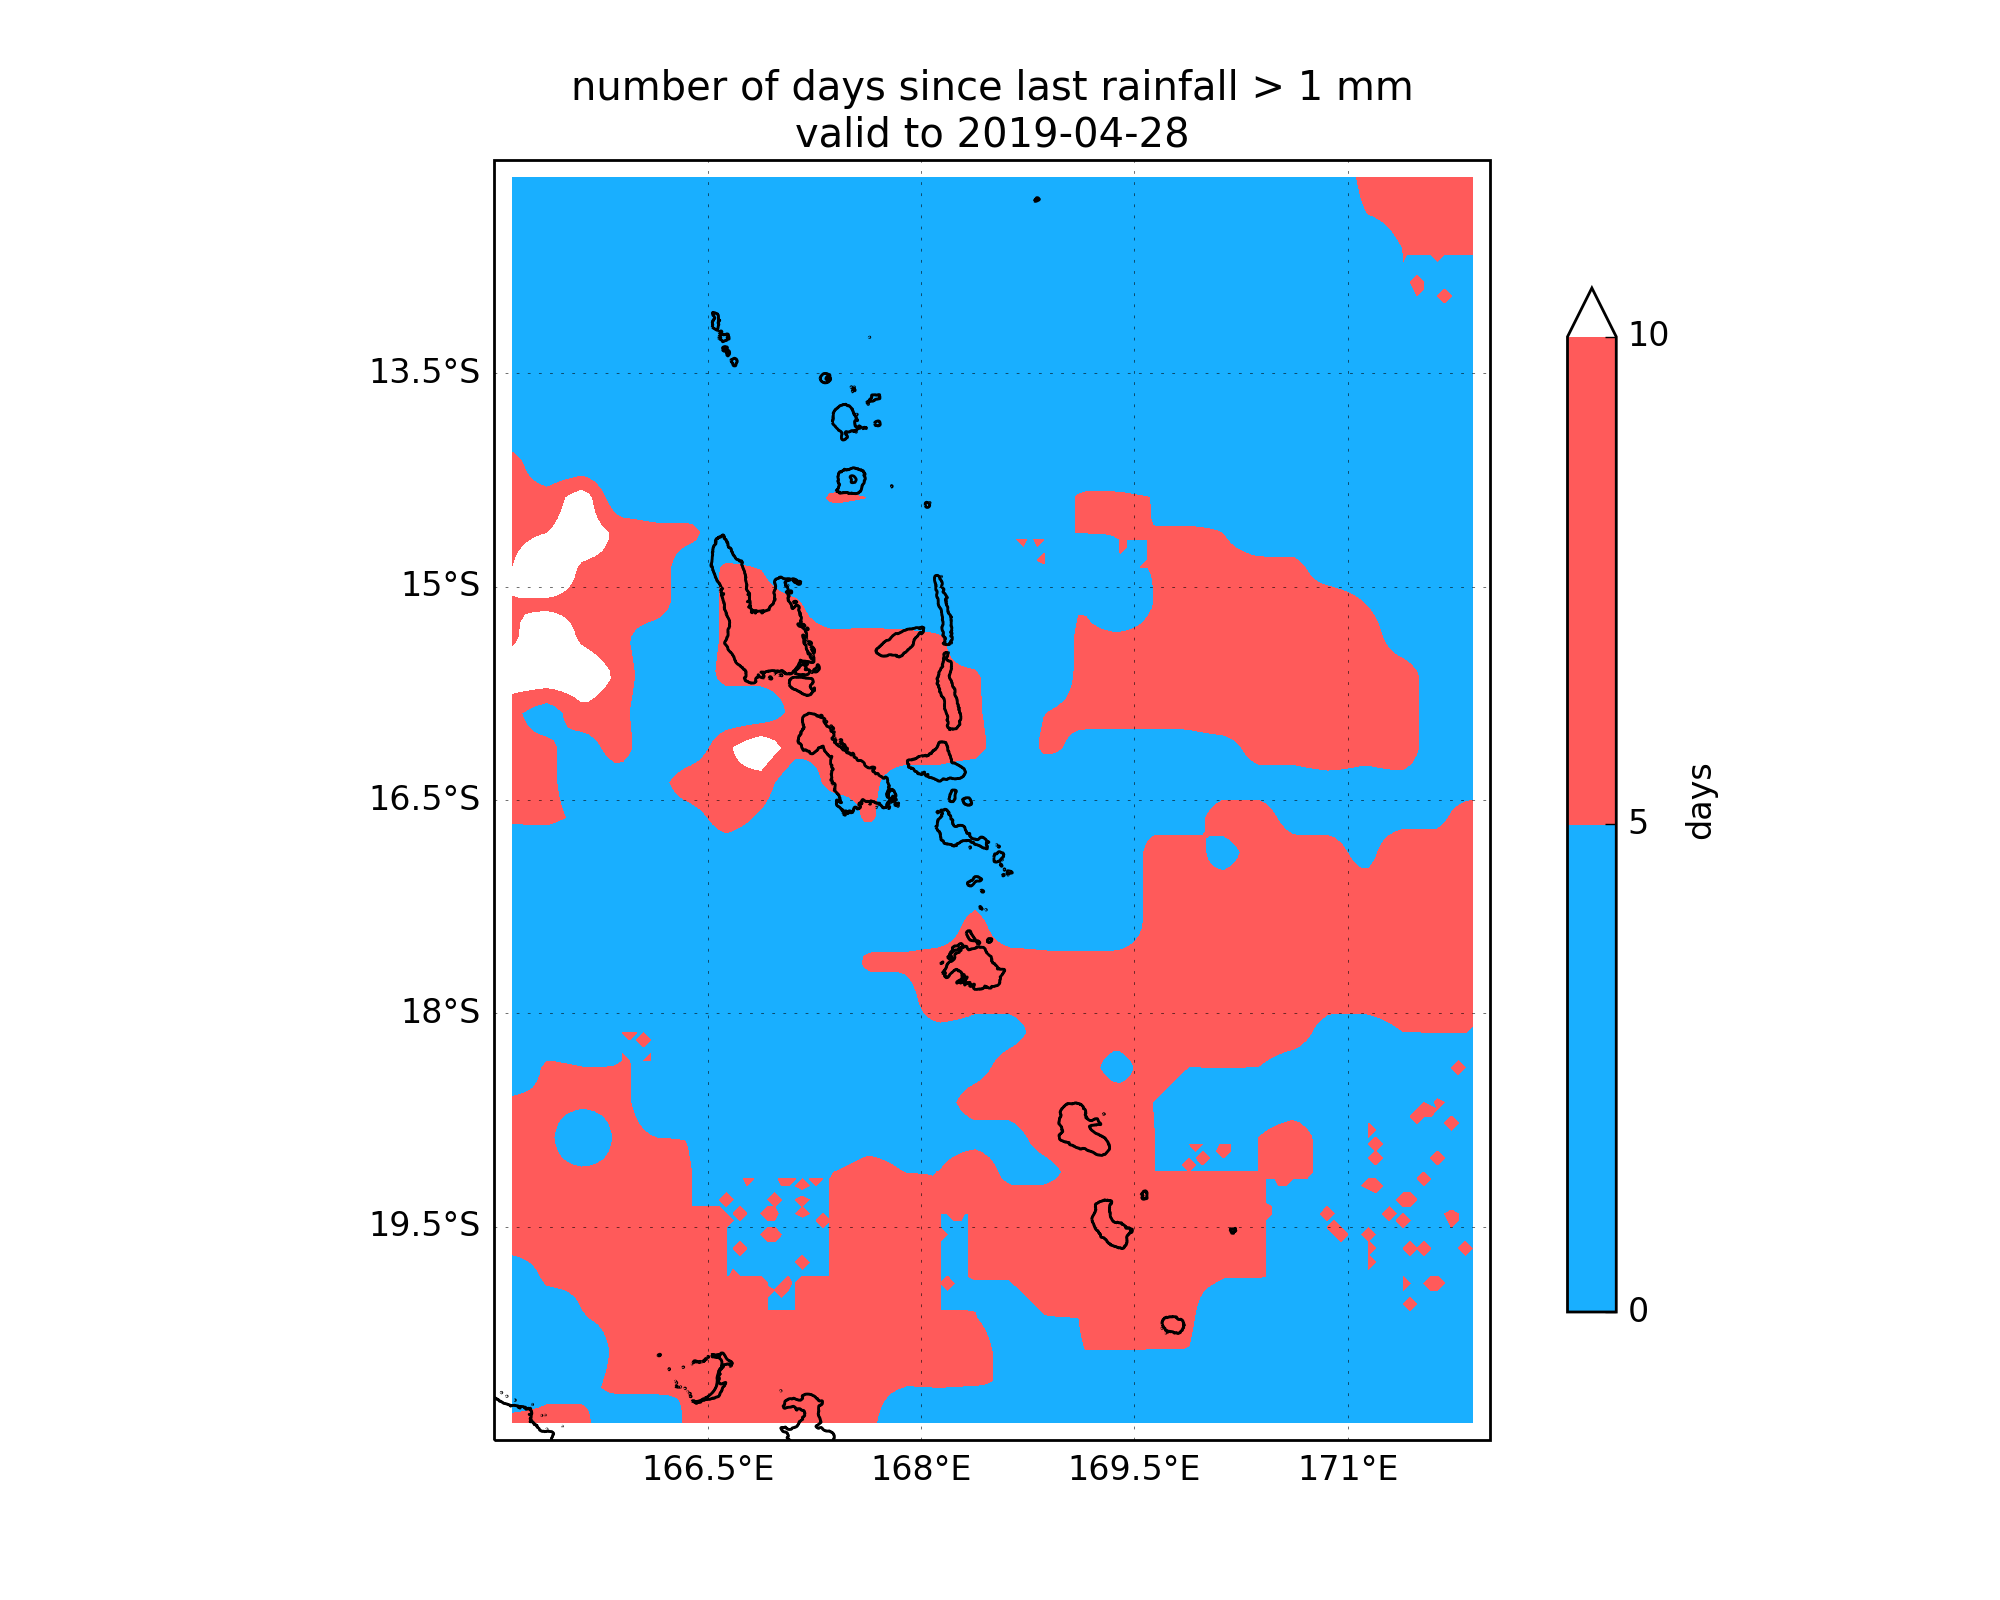 number of days since last rainfall > 1 mm
valid to 2019-04-28
13.5°S
15°S
16.5°S
18°S
19.5°S
166.5°E 168°E 169.5°E 171°E
10
5
0
days